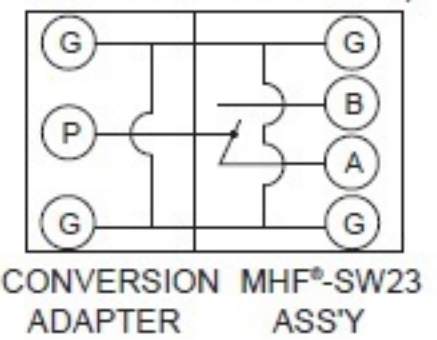 G G
B
P
A
G G
CONVERSION MHF®-SW23
ADAPTER ASS'Y